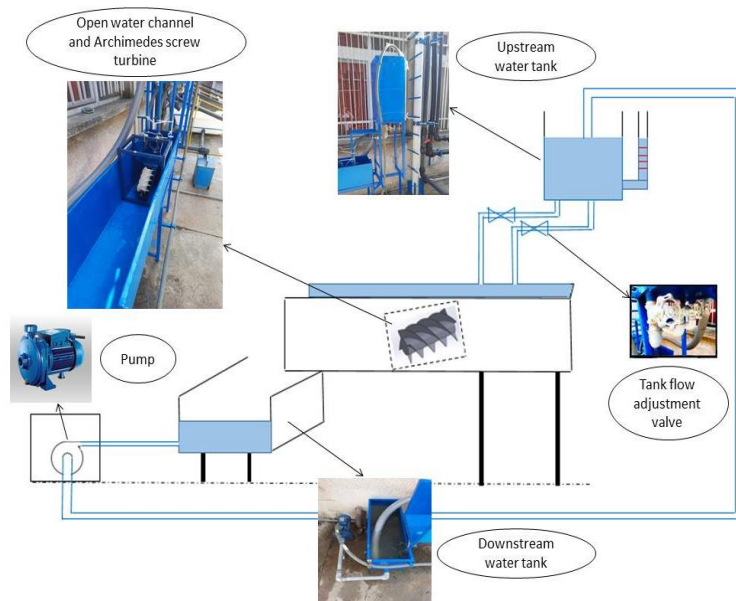 Open water channel
and Archimedes screw
turbine
Upstream
water tank
Pump
Tank flow
adjustment
valve
Downstream
water tank